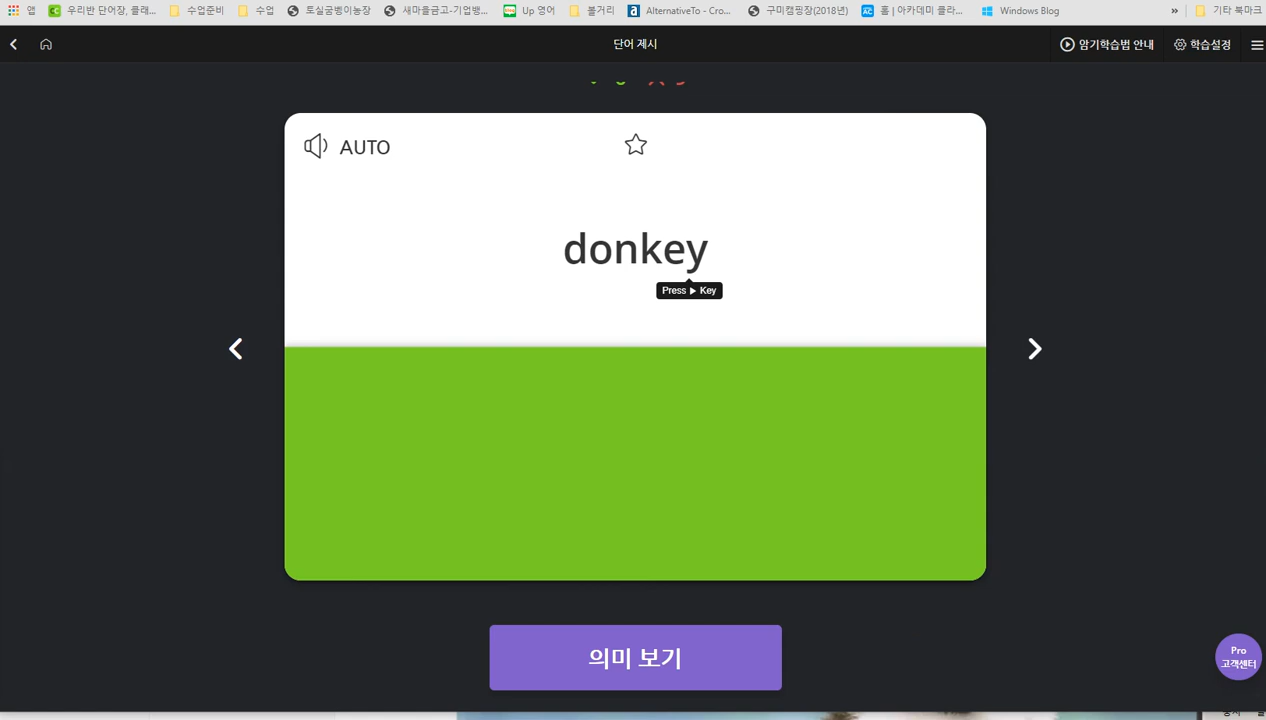 앱 우리반 단어장, 클래... 수업준비 수업 토실굼벵이농장 새마을금고-기업뱅... Up 영어 볼거리 AlternativeTo - Cro... 구미캠핑장(2018년) 홈 | 아카데미 클라... Windows Blog » 기타 북마크
단어 제시 암기학습법 안내 학습설정
AUTO
donkey
Press ▶ Key
의미 보기
Pro
고객센터